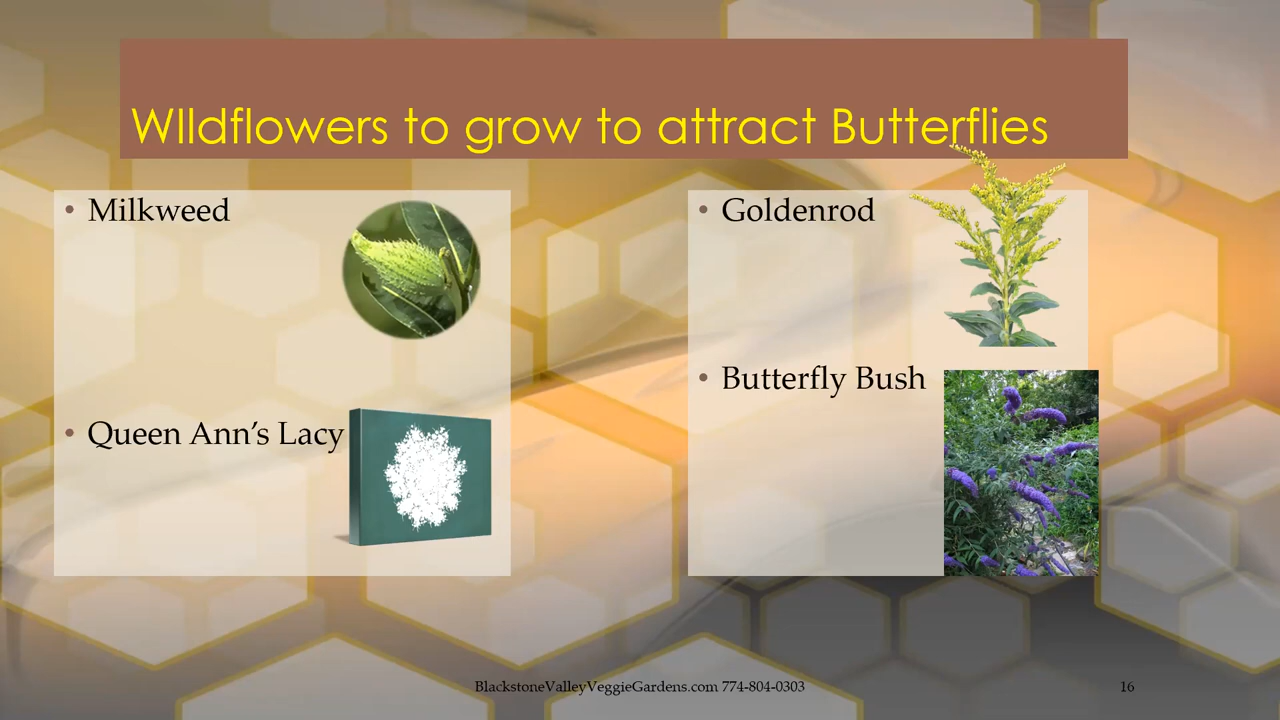 WIldflowers to grow to attract Butterflies
• Milkweed
• Queen Ann’s Lacy
• Goldenrod
• Butterfly Bush
BlackstoneValleyVeggieGardens.com 774-804-0303
16